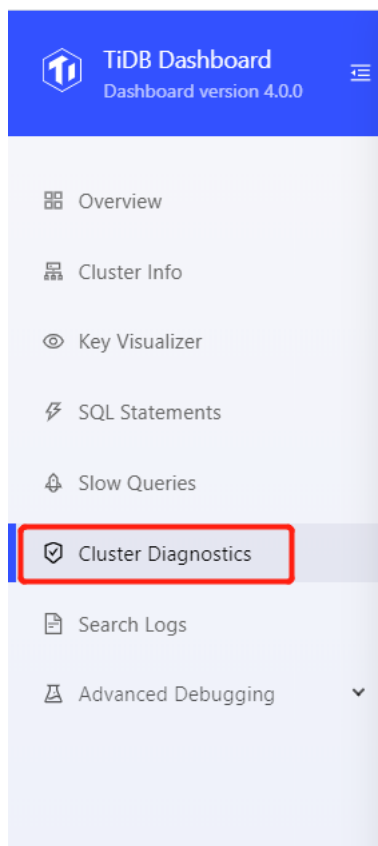 TiDB Dashboard
Dashboard version 4.0.0
Overview
Cluster Info
Key Visualizer
SQL Statements
Slow Queries
Cluster Diagnostics
Search Logs
Advanced Debugging